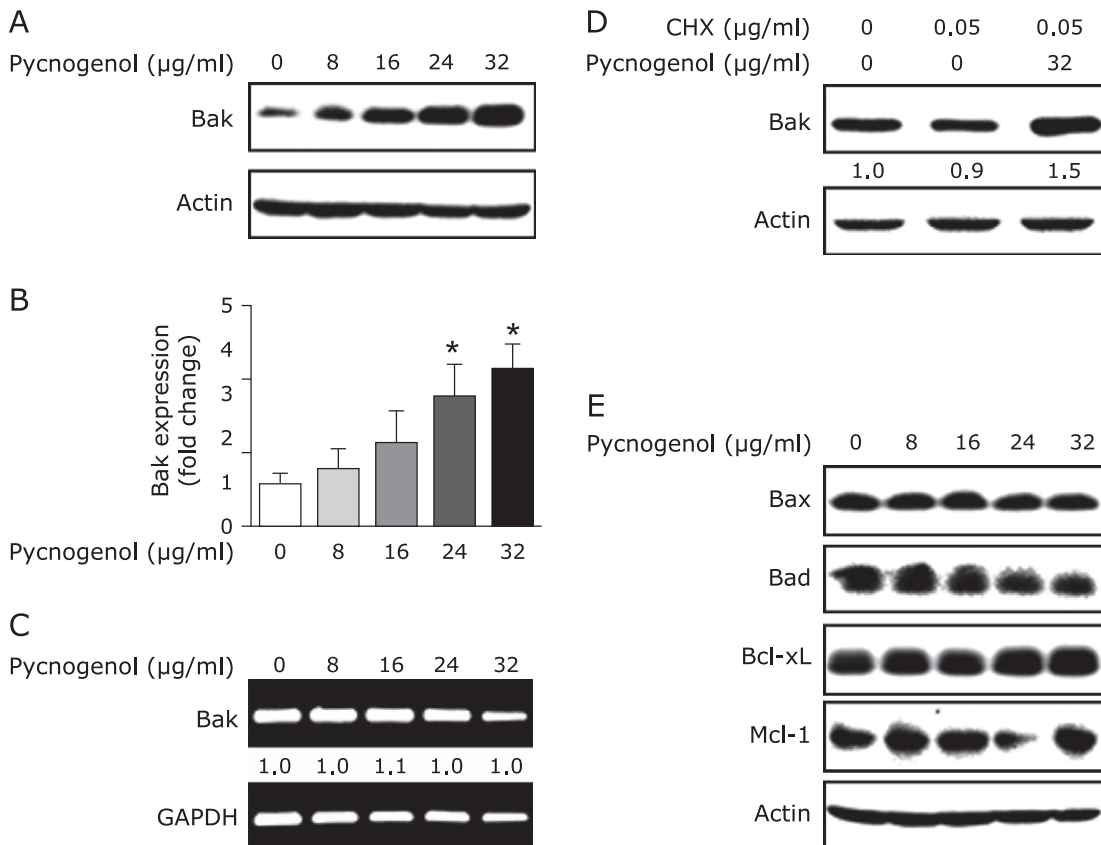 A
Pycnogenol (µg/ml) 0 8 16 24 32
Bak
Actin
B
Bak expression
(fold change)
5
4
3
2
1
0
* *
Pycnogenol (µg/ml) 0 8 16 24 32
C
Pycnogenol (µg/ml) 0 8 16 24 32
Bak
1.0 1.0 1.1 1.0 1.0
GAPDH
D
CHX (µg/ml) 0 0.05 0.05
Pycnogenol (µg/ml) 0 0 32
Bak
1.0 0.9 1.5
Actin
E
Pycnogenol (µg/ml) 0 8 16 24 32
Bax
Bad
Bcl-xL
Mcl-1
Actin